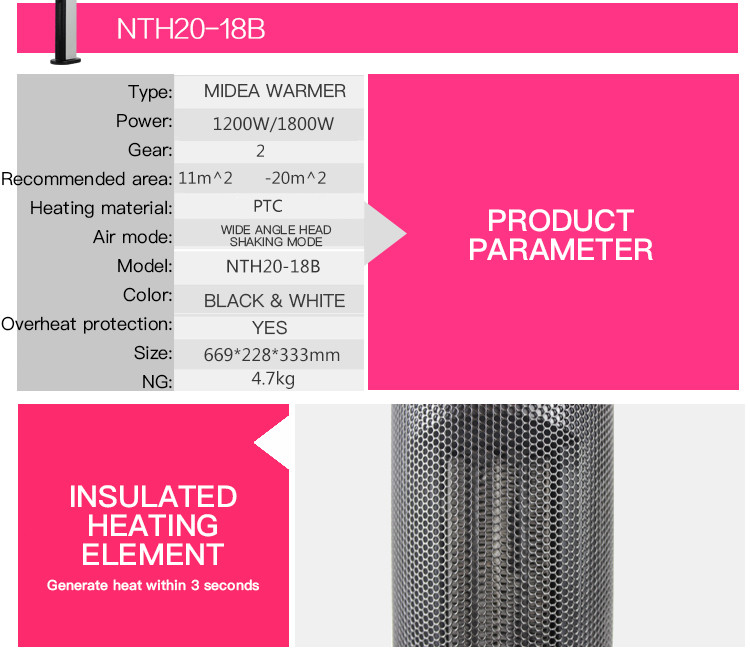 NTH20-18B
Type: MIDEA WARMER
Power: 1200W/1800W
Gear: 2
Recommended area: 11m^2 -20m^2
Heating material: PTC
Air mode: WIDE ANGLE HEAD
SHAKING MODE
Model: NTH20-18B
Color: BLACK & WHITE
Overheat protection: YES
Size: 669*228*333mm
NG: 4.7kg
PRODUCT
PARAMETER
INSULATED
HEATING
ELEMENT
Generate heat within 3 seconds